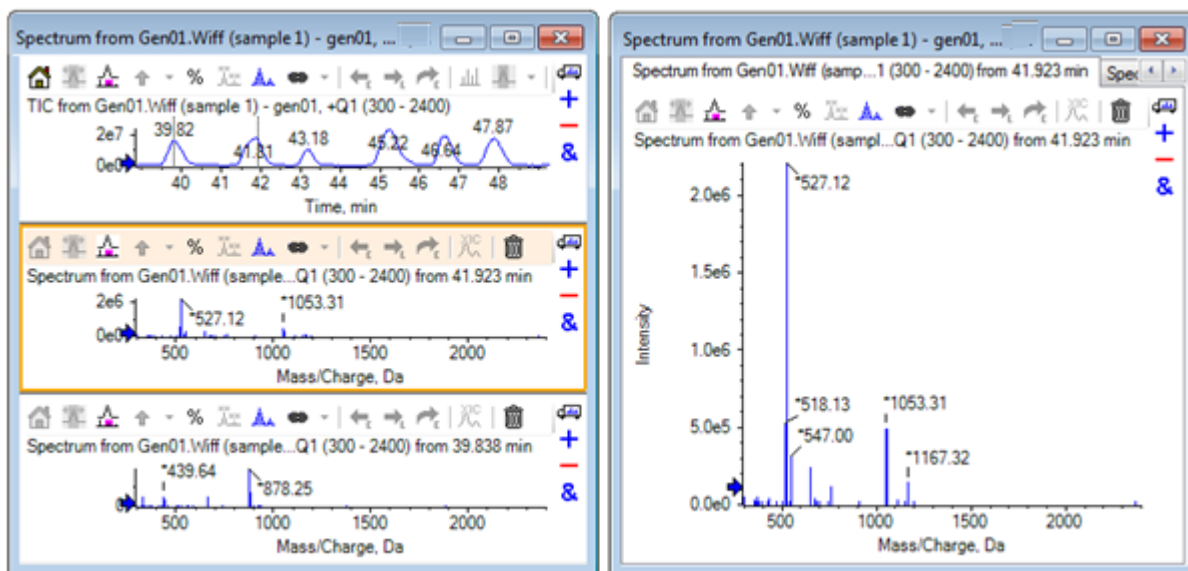 Spectrum from Gen01.Wiff (sample 1) - gen01, ...
TIC from Gen01.Wiff (sample 1) - gen01, +Q1 (300 - 2400)
2e7
0e0
39.82
41.81
43.18
45.22
46.64
47.87
40 41 42 43 44 45 46 47 48
Time, min
%
&
Spectrum from Gen01.Wiff (sample...Q1 (300 - 2400) from 41.923 min
2e6
0e0
*527.12
*1053.31
500 1000 1500 2000
Mass/Charge, Da
%
&
Spectrum from Gen01.Wiff (sample...Q1 (300 - 2400) from 39.838 min
*439.64
*878.25
500 1000 1500 2000
Mass/Charge, Da
%
&
Spectrum from Gen01.Wiff (sample 1) - gen01, ...
Spectrum from Gen01.Wiff (samp...1 (300 - 2400) from 41.923 min
Spec
%
&
Spectrum from Gen01.Wiff (sampl...Q1 (300 - 2400) from 41.923 min
Intensity
2.0e6
1.5e6
1.0e6
5.0e5
0.0e0
*527.12
*518.13
*547.00
*1053.31
*1167.32
500 1000 1500 2000
Mass/Charge, Da